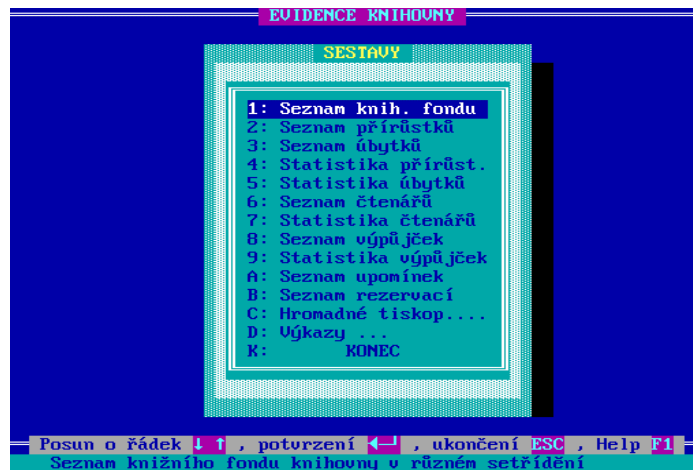 EVIDENCE KNIHOVNY
SESTAVY
1: Seznam knih. fondu
2: Seznam přírůstků
3: Seznam úbytků
4: Statistika přírůst.
5: Statistika úbytků
6: Seznam čtenářů
7: Statistika čtenářů
8: Seznam výpůjček
9: Statistika výpůjček
A: Seznam upomínek
B: Seznam rezervací
C: Hromadné tiskop....
D: Výkazy ...
K: KONEC
Posun o řádek ↓ ↑ , potvrzení ◄─┘ , ukončení ESC , Help F1
Seznam knižního fondu knihovny v různém setřídění